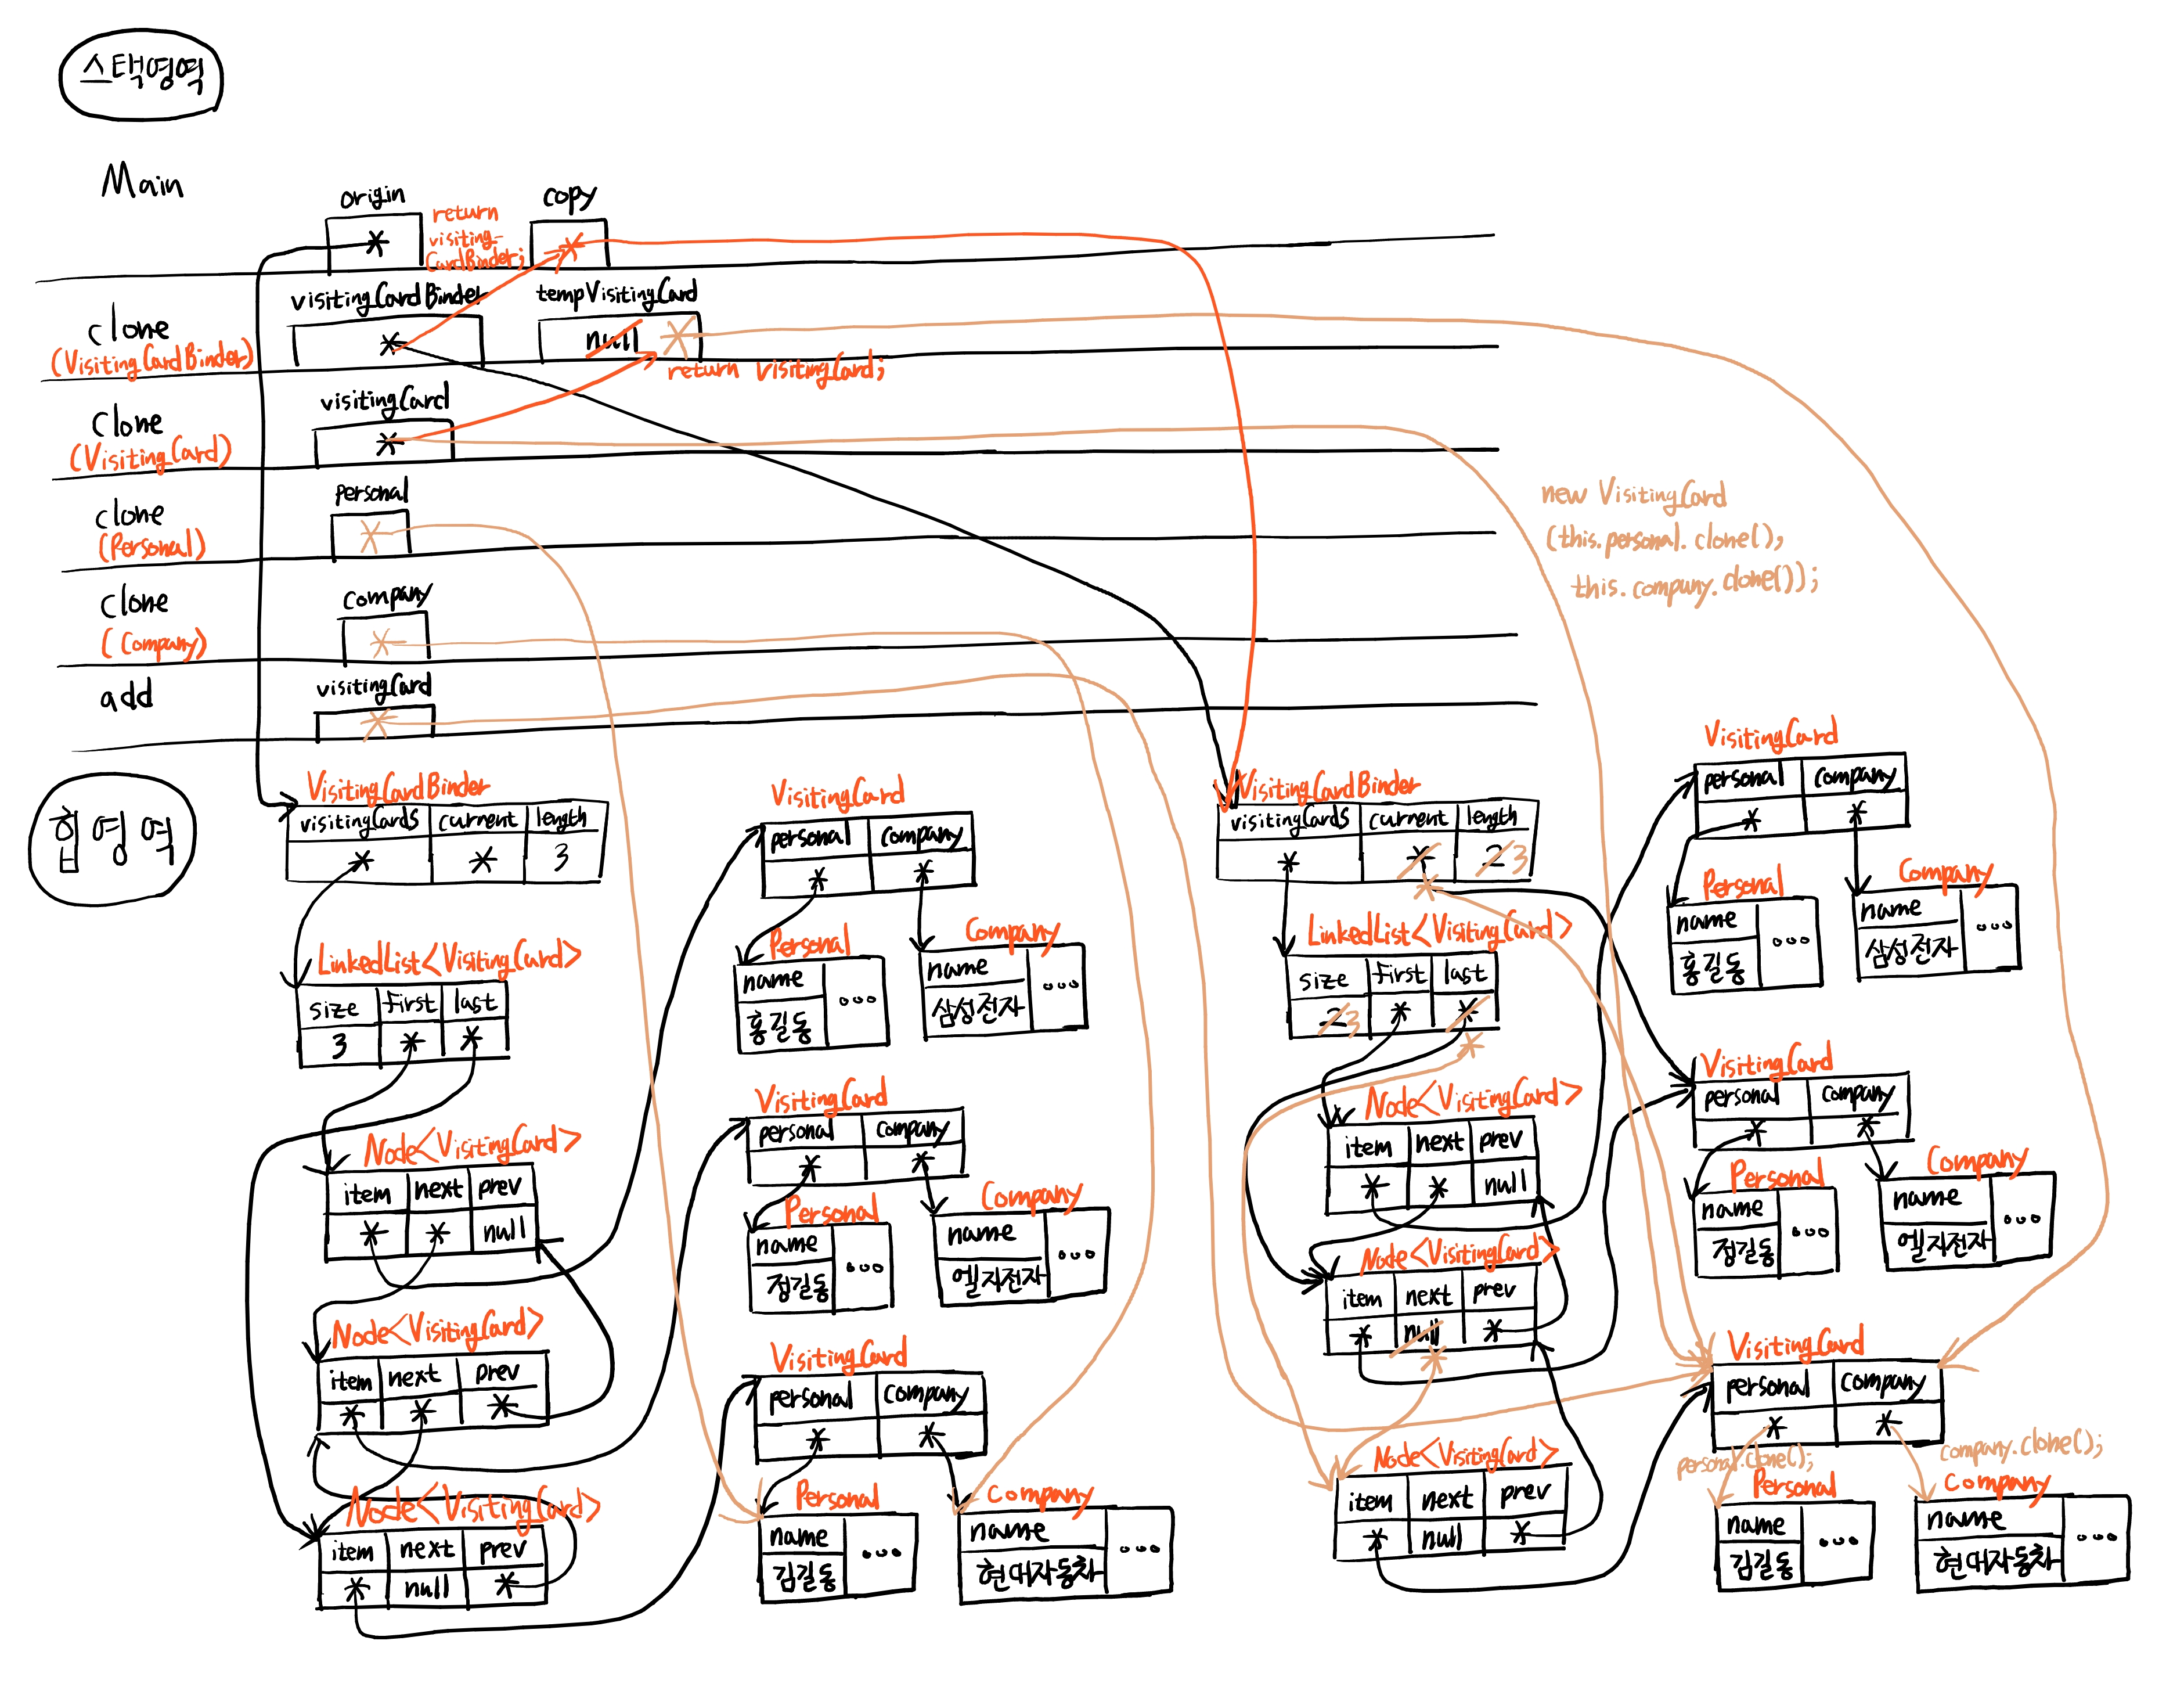 스택영역
Main
origin
copy
return
visiting-
CardBinder;
*
*
clone
(VisitingCardBinder)
visitingCardBinder
tempVisitingCard
*
null
*
return visitingCard;
clone
(VisitingCard)
visitingCard
*
clone
(Personal)
personal
*
new VisitingCard
(this.personal.clone(),
this.company.clone());
clone
(Company)
company
*
add
visitingCard
*
힙영역
VisitingCardBinder
visitingCards current length
* * 3
LinkedList<VisitingCard>
size first last
3 * *
Node<VisitingCard>
item next prev
* * null
Node<VisitingCard>
item next prev
* * *
Node<VisitingCard>
item next prev
* null *
VisitingCard
personal company
* *
Personal
name
홍길동
...
Company
name
삼성전자
...
VisitingCard
personal company
* *
Personal
name
정길동
...
Company
name
엘지전자
...
VisitingCard
personal company
* *
Personal
name
김길동
...
Company
name
현대자동차
...
VisitingCardBinder
visitingCards current length
* * 2 3
*
LinkedList<VisitingCard>
size first last
2 3 * *
*
Node<VisitingCard>
item next prev
* * null
Node<VisitingCard>
item next prev
* null *
*
Node<VisitingCard>
item next prev
* null *
VisitingCard
personal company
* *
Personal
name
홍길동
...
Company
name
삼성전자
...
VisitingCard
personal company
* *
Personal
name
정길동
...
Company
name
엘지전자
...
VisitingCard
personal company
* *
personal.clone();
company.clone();
Personal
name
김길동
...
Company
name
현대자동차
...